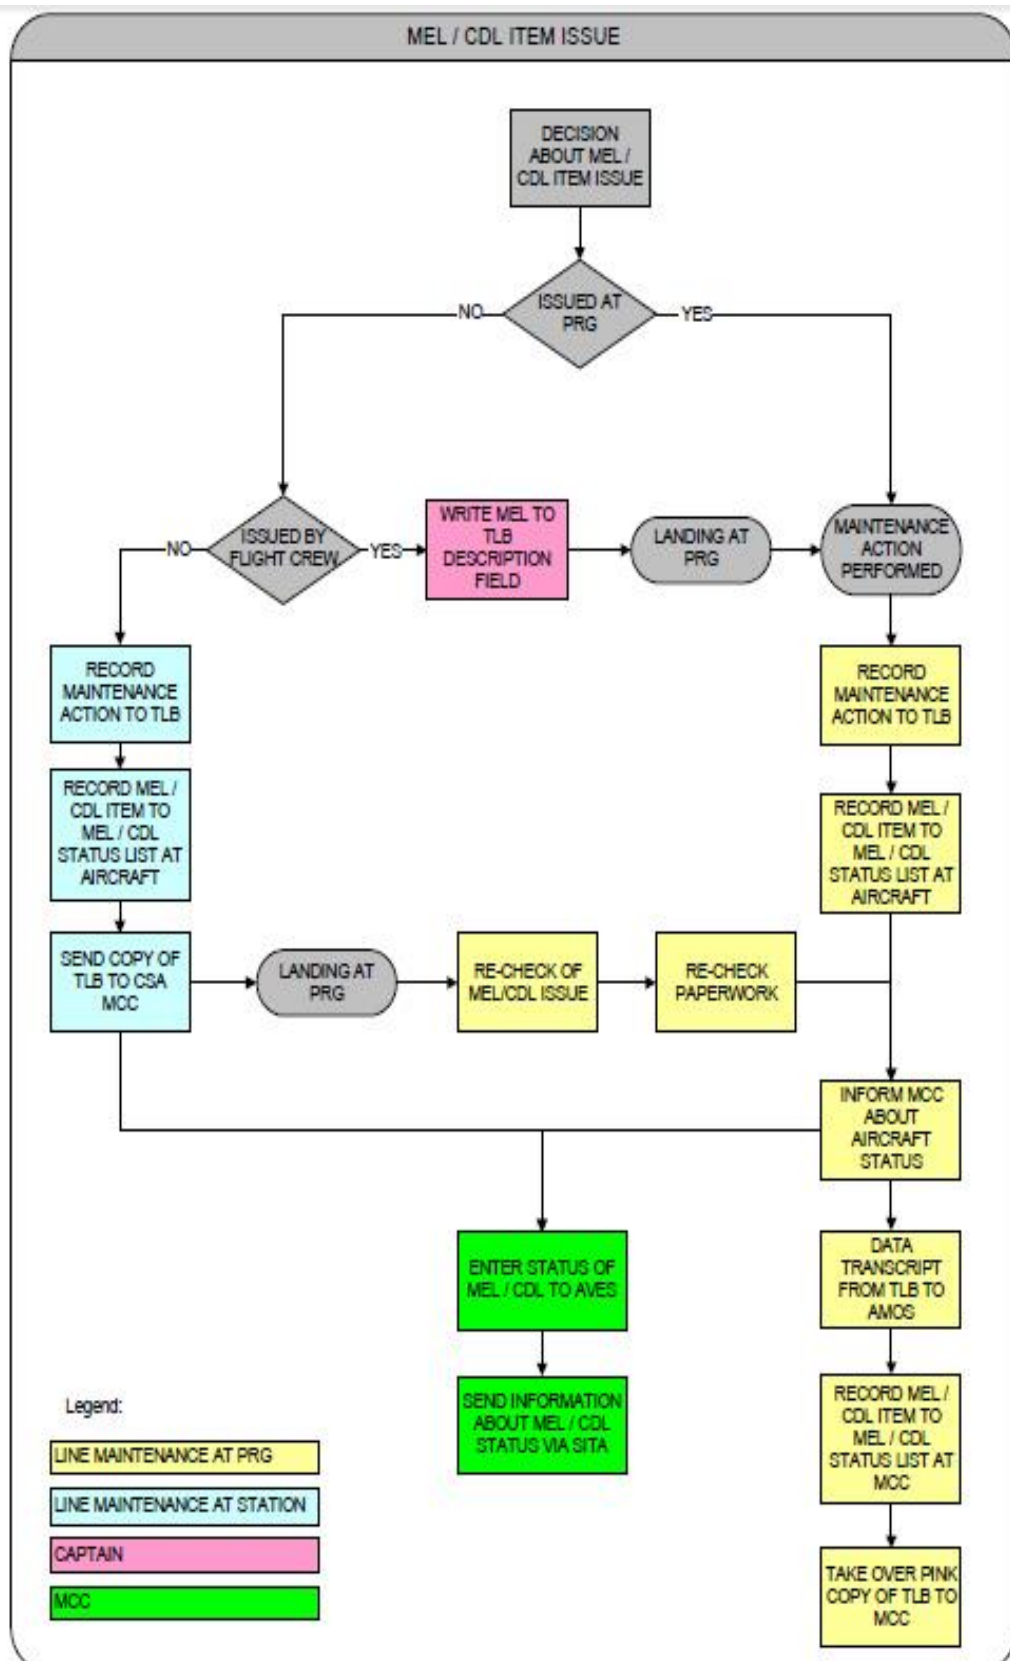 MEL / CDL ITEM ISSUE
DECISION
ABOUT MEL /
CDL ITEM ISSUE
ISSUED AT
PRG
NO
YES
ISSUED BY
FLIGHT CREW
NO
YES
WRITE MEL TO
TLB
DESCRIPTION
FIELD
LANDING AT
PRG
MAINTENANCE
ACTION
PERFORMED
RECORD
MAINTENANCE
ACTION TO TLB
RECORD
MAINTENANCE
ACTION TO TLB
RECORD MEL /
CDL ITEM TO
MEL / CDL
STATUS LIST AT
AIRCRAFT
RECORD MEL /
CDL ITEM TO
MEL / CDL
STATUS LIST AT
AIRCRAFT
SEND COPY OF
TLB TO CSA
MCC
LANDING AT
PRG
RE-CHECK OF
MEL/CDL ISSUE
RE-CHECK
PAPERWORK
INFORM MCC
ABOUT
AIRCRAFT
STATUS
ENTER STATUS OF
MEL / CDL TO AVES
DATA
TRANSCRIPT
FROM TLB TO
AMOS
SEND INFORMATION
ABOUT MEL / CDL
STATUS VIA SITA
RECORD MEL /
CDL ITEM TO
MEL / CDL
STATUS LIST AT
MCC
TAKE OVER PINK
COPY OF TLB TO
MCC
Legend:
LINE MAINTENANCE AT PRG
LINE MAINTENANCE AT STATION
CAPTAIN
MCC